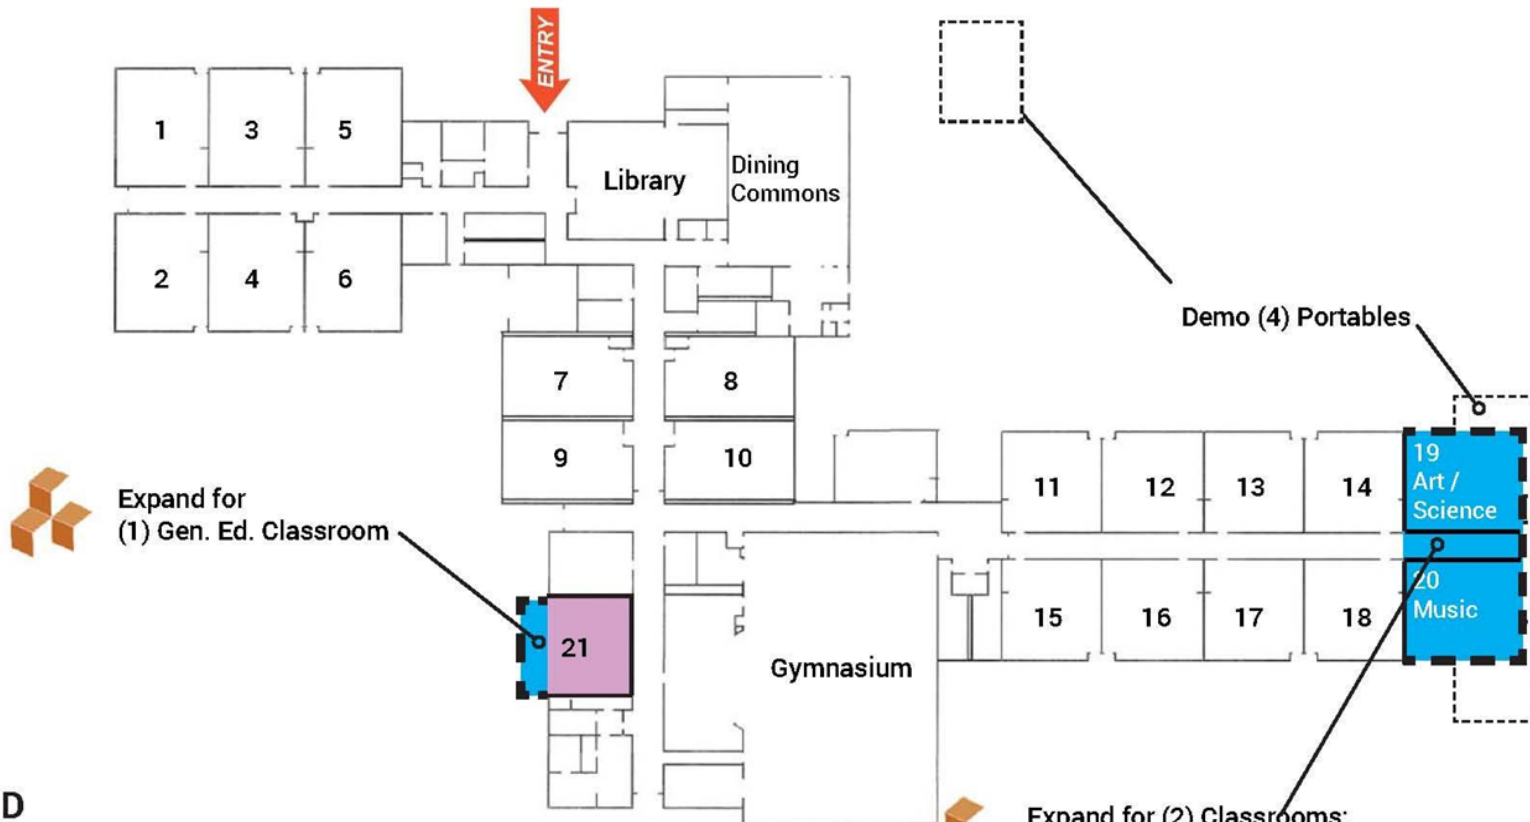 ENTRY
1
3
5
Library
Dining
Commons
2
4
6
Demo (4) Portables
7
8
9
10
11
12
13
14
19
Art /
Science
Expand for
(1) Gen. Ed. Classroom
20
Music
15
16
17
18
21
Gymnasium
D
Expand for (2) Classrooms: